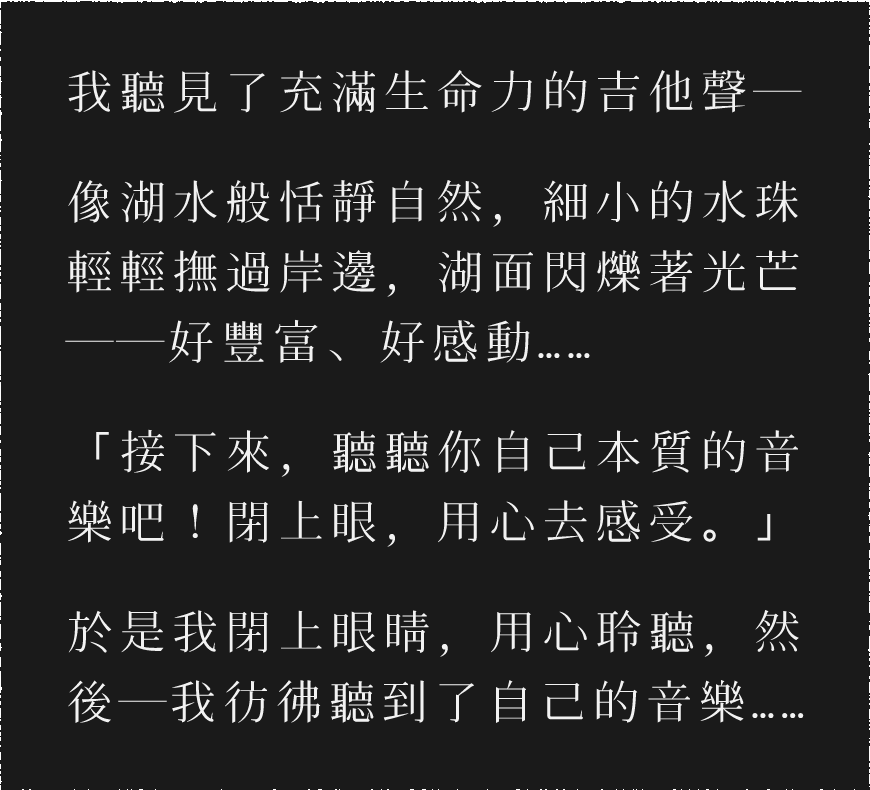 我聽見了充滿生命力的吉他聲—
像湖水般恬靜自然，細小的水珠
輕輕撫過岸邊，湖面閃爍著光芒
——好豐富、好感動……
「接下來，聽聽你自己本質的音
樂吧！閉上眼，用心去感受。」
於是我閉上眼睛，用心聆聽，然
後—我彷彿聽到了自己的音樂……